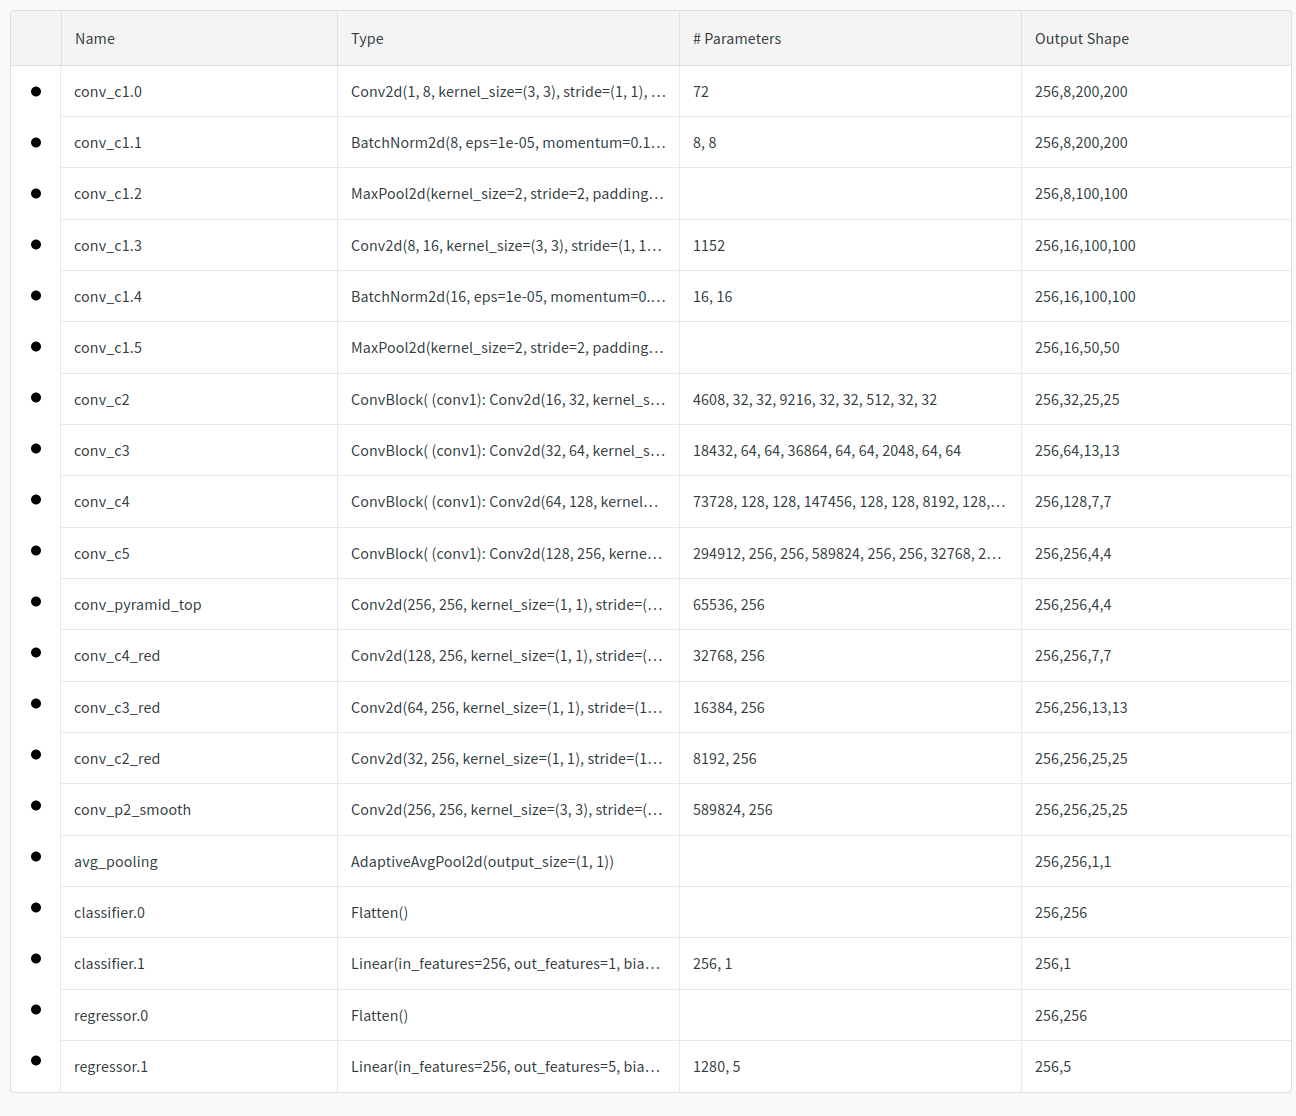 Name Type # Parameters Output Shape
conv_c1.0 Conv2d(1, 8, kernel_size=(3, 3), stride=(1, 1), … 72 256,8,200,200
conv_c1.1 BatchNorm2d(8, eps=1e-05, momentum=0.1… 8, 8 256,8,200,200
conv_c1.2 MaxPool2d(kernel_size=2, stride=2, padding… 256,8,100,100
conv_c1.3 Conv2d(8, 16, kernel_size=(3, 3), stride=(1, 1… 1152 256,16,100,100
conv_c1.4 BatchNorm2d(16, eps=1e-05, momentum=0.… 16, 16 256,16,100,100
conv_c1.5 MaxPool2d(kernel_size=2, stride=2, padding… 256,16,50,50
conv_c2 ConvBlock( (conv1): Conv2d(16, 32, kernel_s… 4608, 32, 32, 9216, 32, 32, 512, 32, 32 256,32,25,25
conv_c3 ConvBlock( (conv1): Conv2d(32, 64, kernel_s… 18432, 64, 64, 36864, 64, 64, 2048, 64, 64 256,64,13,13
conv_c4 ConvBlock( (conv1): Conv2d(64, 128, kernel… 73728, 128, 128, 147456, 128, 128, 8192, 128,… 256,128,7,7
conv_c5 ConvBlock( (conv1): Conv2d(128, 256, kerne… 294912, 256, 256, 589824, 256, 256, 32768, 2… 256,256,4,4
conv_pyramid_top Conv2d(256, 256, kernel_size=(1, 1), stride=(… 65536, 256 256,256,4,4
conv_c4_red Conv2d(128, 256, kernel_size=(1, 1), stride=(… 32768, 256 256,256,7,7
conv_c3_red Conv2d(64, 256, kernel_size=(1, 1), stride=(1… 16384, 256 256,256,13,13
conv_c2_red Conv2d(32, 256, kernel_size=(1, 1), stride=(1… 8192, 256 256,256,25,25
conv_p2_smooth Conv2d(256, 256, kernel_size=(3, 3), stride=(… 589824, 256 256,256,25,25
avg_pooling AdaptiveAvgPool2d(output_size=(1, 1)) 256,256,1,1
classifier.0 Flatten() 256,256
classifier.1 Linear(in_features=256, out_features=1, bia… 256, 1 256,1
regressor.0 Flatten() 256,256
regressor.1 Linear(in_features=256, out_features=5, bia… 1280, 5 256,5